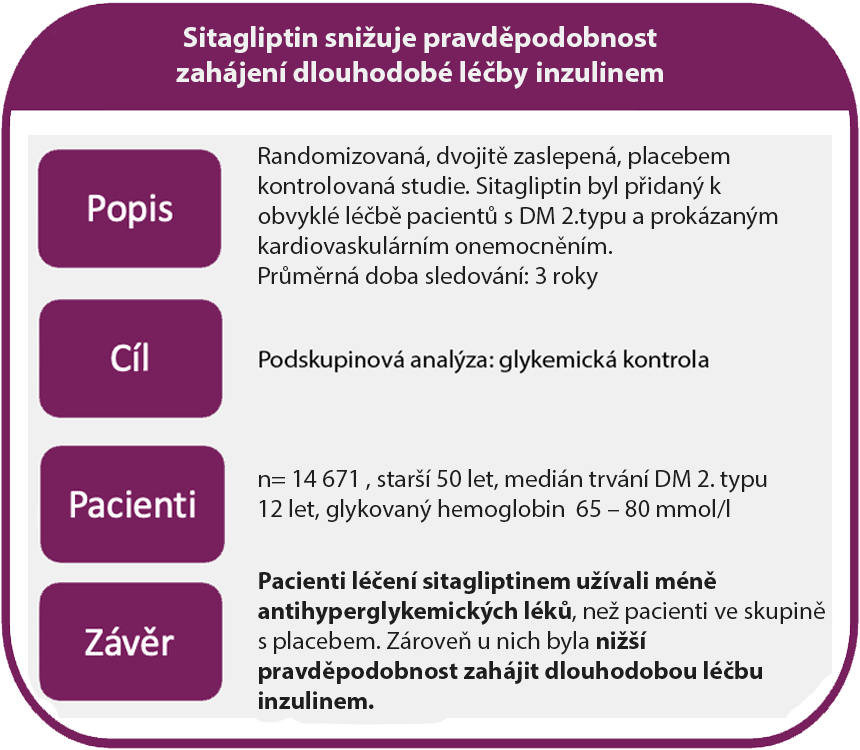 Sitagliptin snižuje pravděpodobnost
zahájení dlouhodobé léčby inzulinem
Popis
Randomizovaná, dvojitě zaslepená, placebem
kontrolovaná studie. Sitagliptin byl přidaný k
obvyklé léčbě pacientů s DM 2.typu a prokázaným
kardiovaskulárním onemocněním.
Průměrná doba sledování: 3 roky
Cíl
Podskupinová analýza: glykemická kontrola
Pacienti
n= 14 671 , starší 50 let, medián trvání DM 2. typu
12 let, glykovaný hemoglobin 65 – 80 mmol/l
Závěr
Pacienti léčení sitagliptinem užívali méně
antihyperglykemických léků, než pacienti ve skupině
s placebem. Zároveň u nich byla nižší
pravděpodobnost zahájit dlouhodobou léčbu
inzulinem.